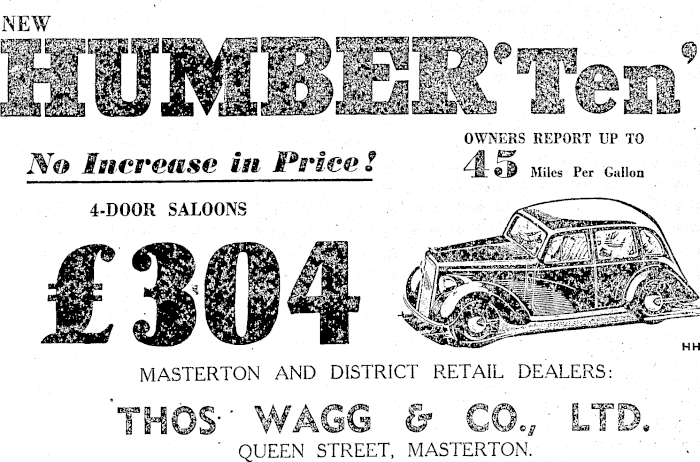 NEW
HUMBER 'Ten'
OWNERS REPORT UP TO
45 Miles Per Gallon
No Increase in Price!
4-DOOR SALOONS
£304
HH
MASTERTON AND DISTRICT RETAIL DEALERS:
THOS WAGG & CO., LTD.
QUEEN STREET, MASTERTON.